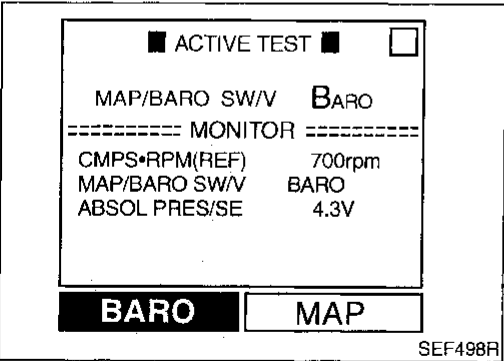 ■ ACTIVE TEST ■ □
MAP/BARO SW/V BARO
========== MONITOR ==========
CMPS•RPM(REF) 700rpm
MAP/BARO SW/V BARO
ABSOL PRES/SE 4.3V
BARO MAP
SEF498R